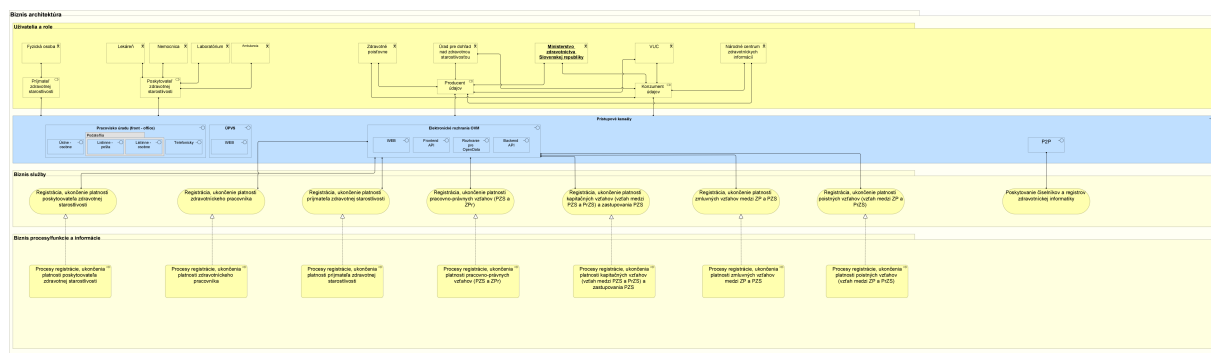 Biznis architektúra
Užívatelia a role
Fyzická osoba
Lekáreň
Nemocnica
Laboratórium
Ambulancia
Zdravotné
poisťovne
Úrad pre dohľad
nad zdravotnou
starostlivosťou
Ministerstvo
zdravotníctva
Slovenskej republiky
VUC
Národné centrum
zdravotníckych
informácií
Prijímateľ
zdravotnej
starostlivosti
Poskytovateľ
zdravotnej
starostlivosti
Producent
údajov
Konzument
údajov
Prístupové kanály
Pracovisko úradu (front - office)
Podateľňa
Osobne -
osobne
Listinne -
pošta
Listinne -
osobne
Telefonicky
ÚPVS
WEB
Elektronické rozhranie OVM
WEB
Frontend
API
Rozhranie
pre
OpenData
Backend
API
P2P
Biznis služby
Registrácia, ukončenie platnosti
poskytovateľa zdravotnej
starostlivosti
Registrácia, ukončenie platnosti
zdravotníckeho pracovníka
Registrácia, ukončenie platnosti
prijímateľa zdravotnej starostlivosti
Registrácia, ukončenie platnosti
pracovno-právnych vzťahov (PZS a
ZPr)
Registrácia, ukončenie platnosti
kapitačných vzťahov (vzťah medzi
PZS a PrZS) a zastupovania PZS
Registrácia, ukončenie platnosti
zmluvných vzťahov medzi ZP a PZS
Registrácia, ukončenie platnosti
poistných vzťahov (vzťah medzi ZP a
PrZS)
Poskytovanie číselníkov a registrov
zdravotníckej informatiky
Biznis procesy/funkcie a informácie
Procesy registrácie, ukončenia
platnosti poskytovateľa
zdravotnej starostlivosti
Procesy registrácie, ukončenia
platnosti zdravotníckeho
pracovníka
Procesy registrácie, ukončenia
platnosti prijímateľa zdravotnej
starostlivosti
Procesy registrácie, ukončenia
platnosti pracovno-právnych
vzťahov (PZS a ZPr)
Procesy registrácie, ukončenia
platnosti kapitačných vzťahov
(vzťah medzi PZS a PrZS) a
zastupovania PZS
Procesy registrácie, ukončenia
platnosti zmluvných vzťahov
medzi ZP a PZS
Procesy registrácie, ukončenia
platnosti poistných vzťahov
(vzťah medzi ZP a PrZS)